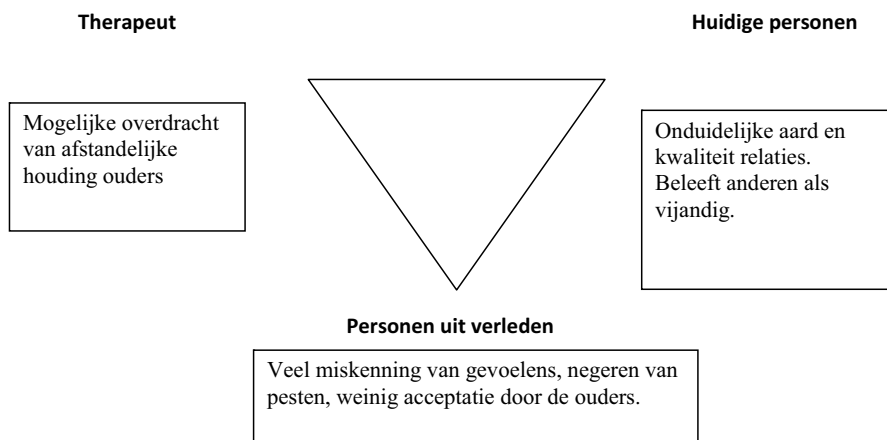 Therapeut
Huidige personen
Mogelijke overdracht
van afstandelijke
houding ouders
Onduidelijke aard en
kwaliteit relaties.
Beleeft anderen als
vijandig.
Personen uit verleden
Veel miskenning van gevoelens, negeren van
pesten, weinig acceptatie door de ouders.